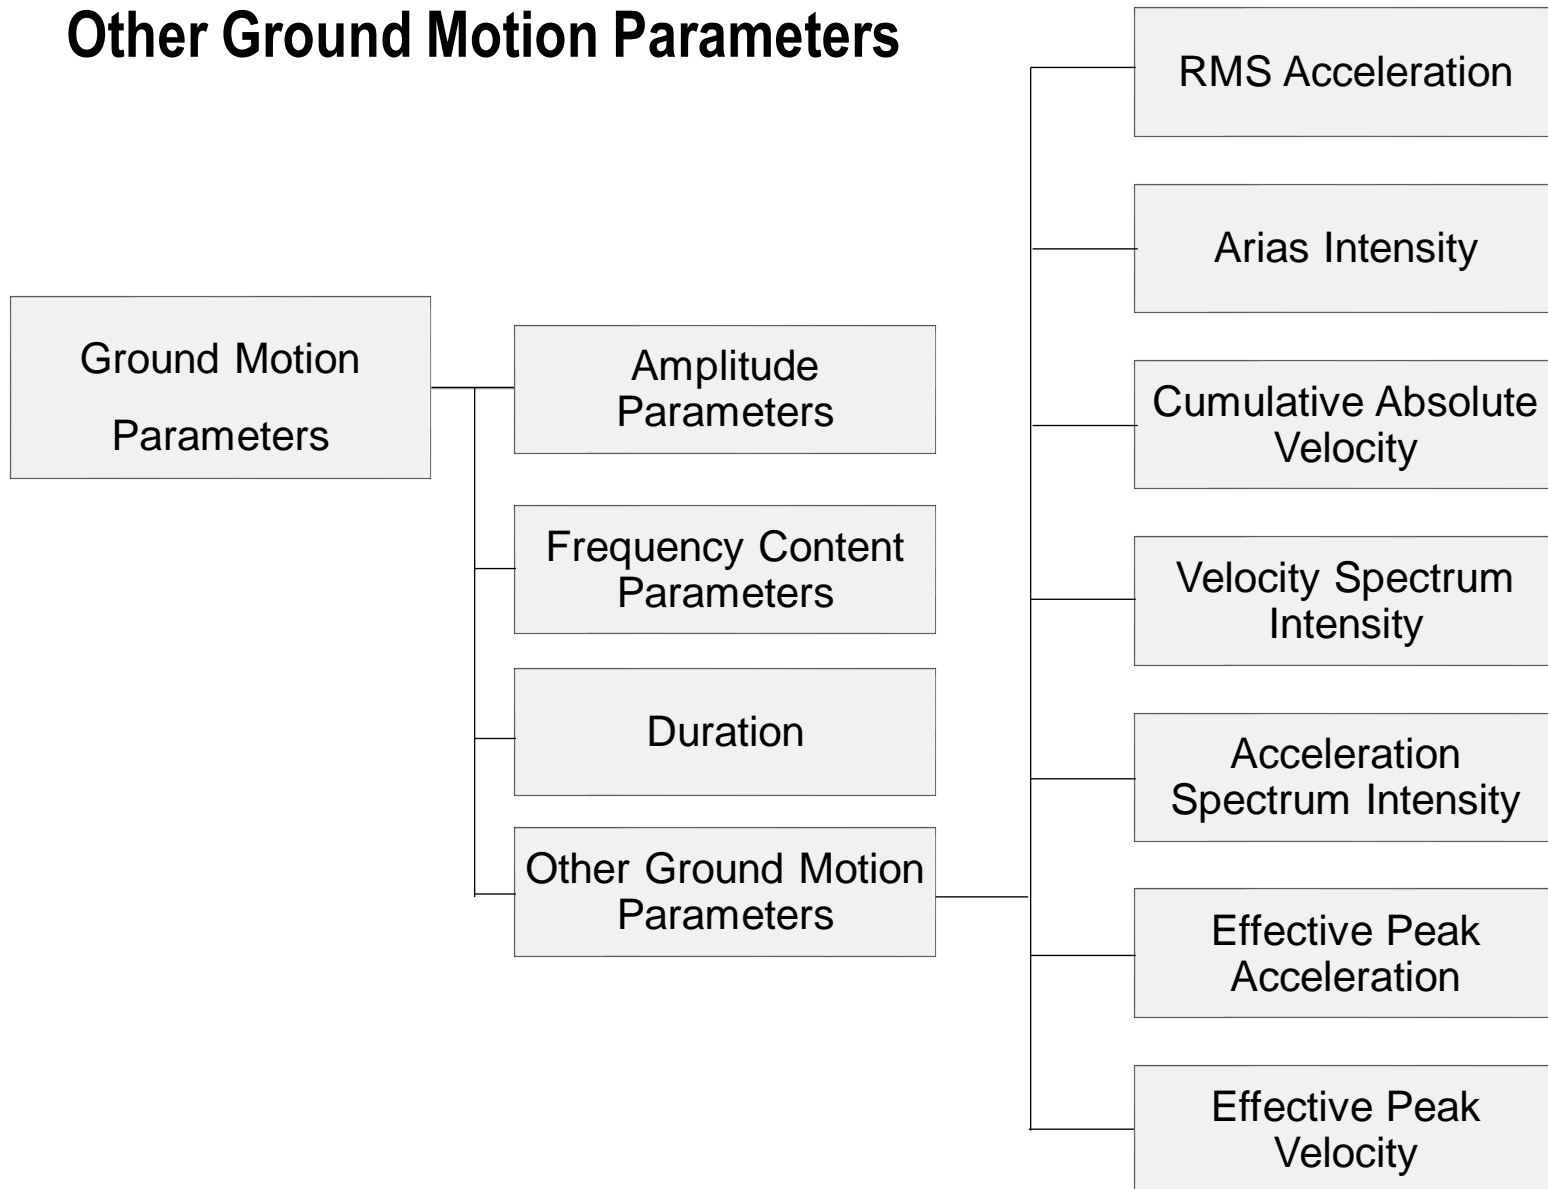 Other Ground Motion Parameters
Ground Motion
Parameters
Amplitude
Parameters
Frequency Content
Parameters
Duration
Other Ground Motion
Parameters
RMS Acceleration
Arias Intensity
Cumulative Absolute
Velocity
Velocity Spectrum
Intensity
Acceleration
Spectrum Intensity
Effective Peak
Acceleration
Effective Peak
Velocity